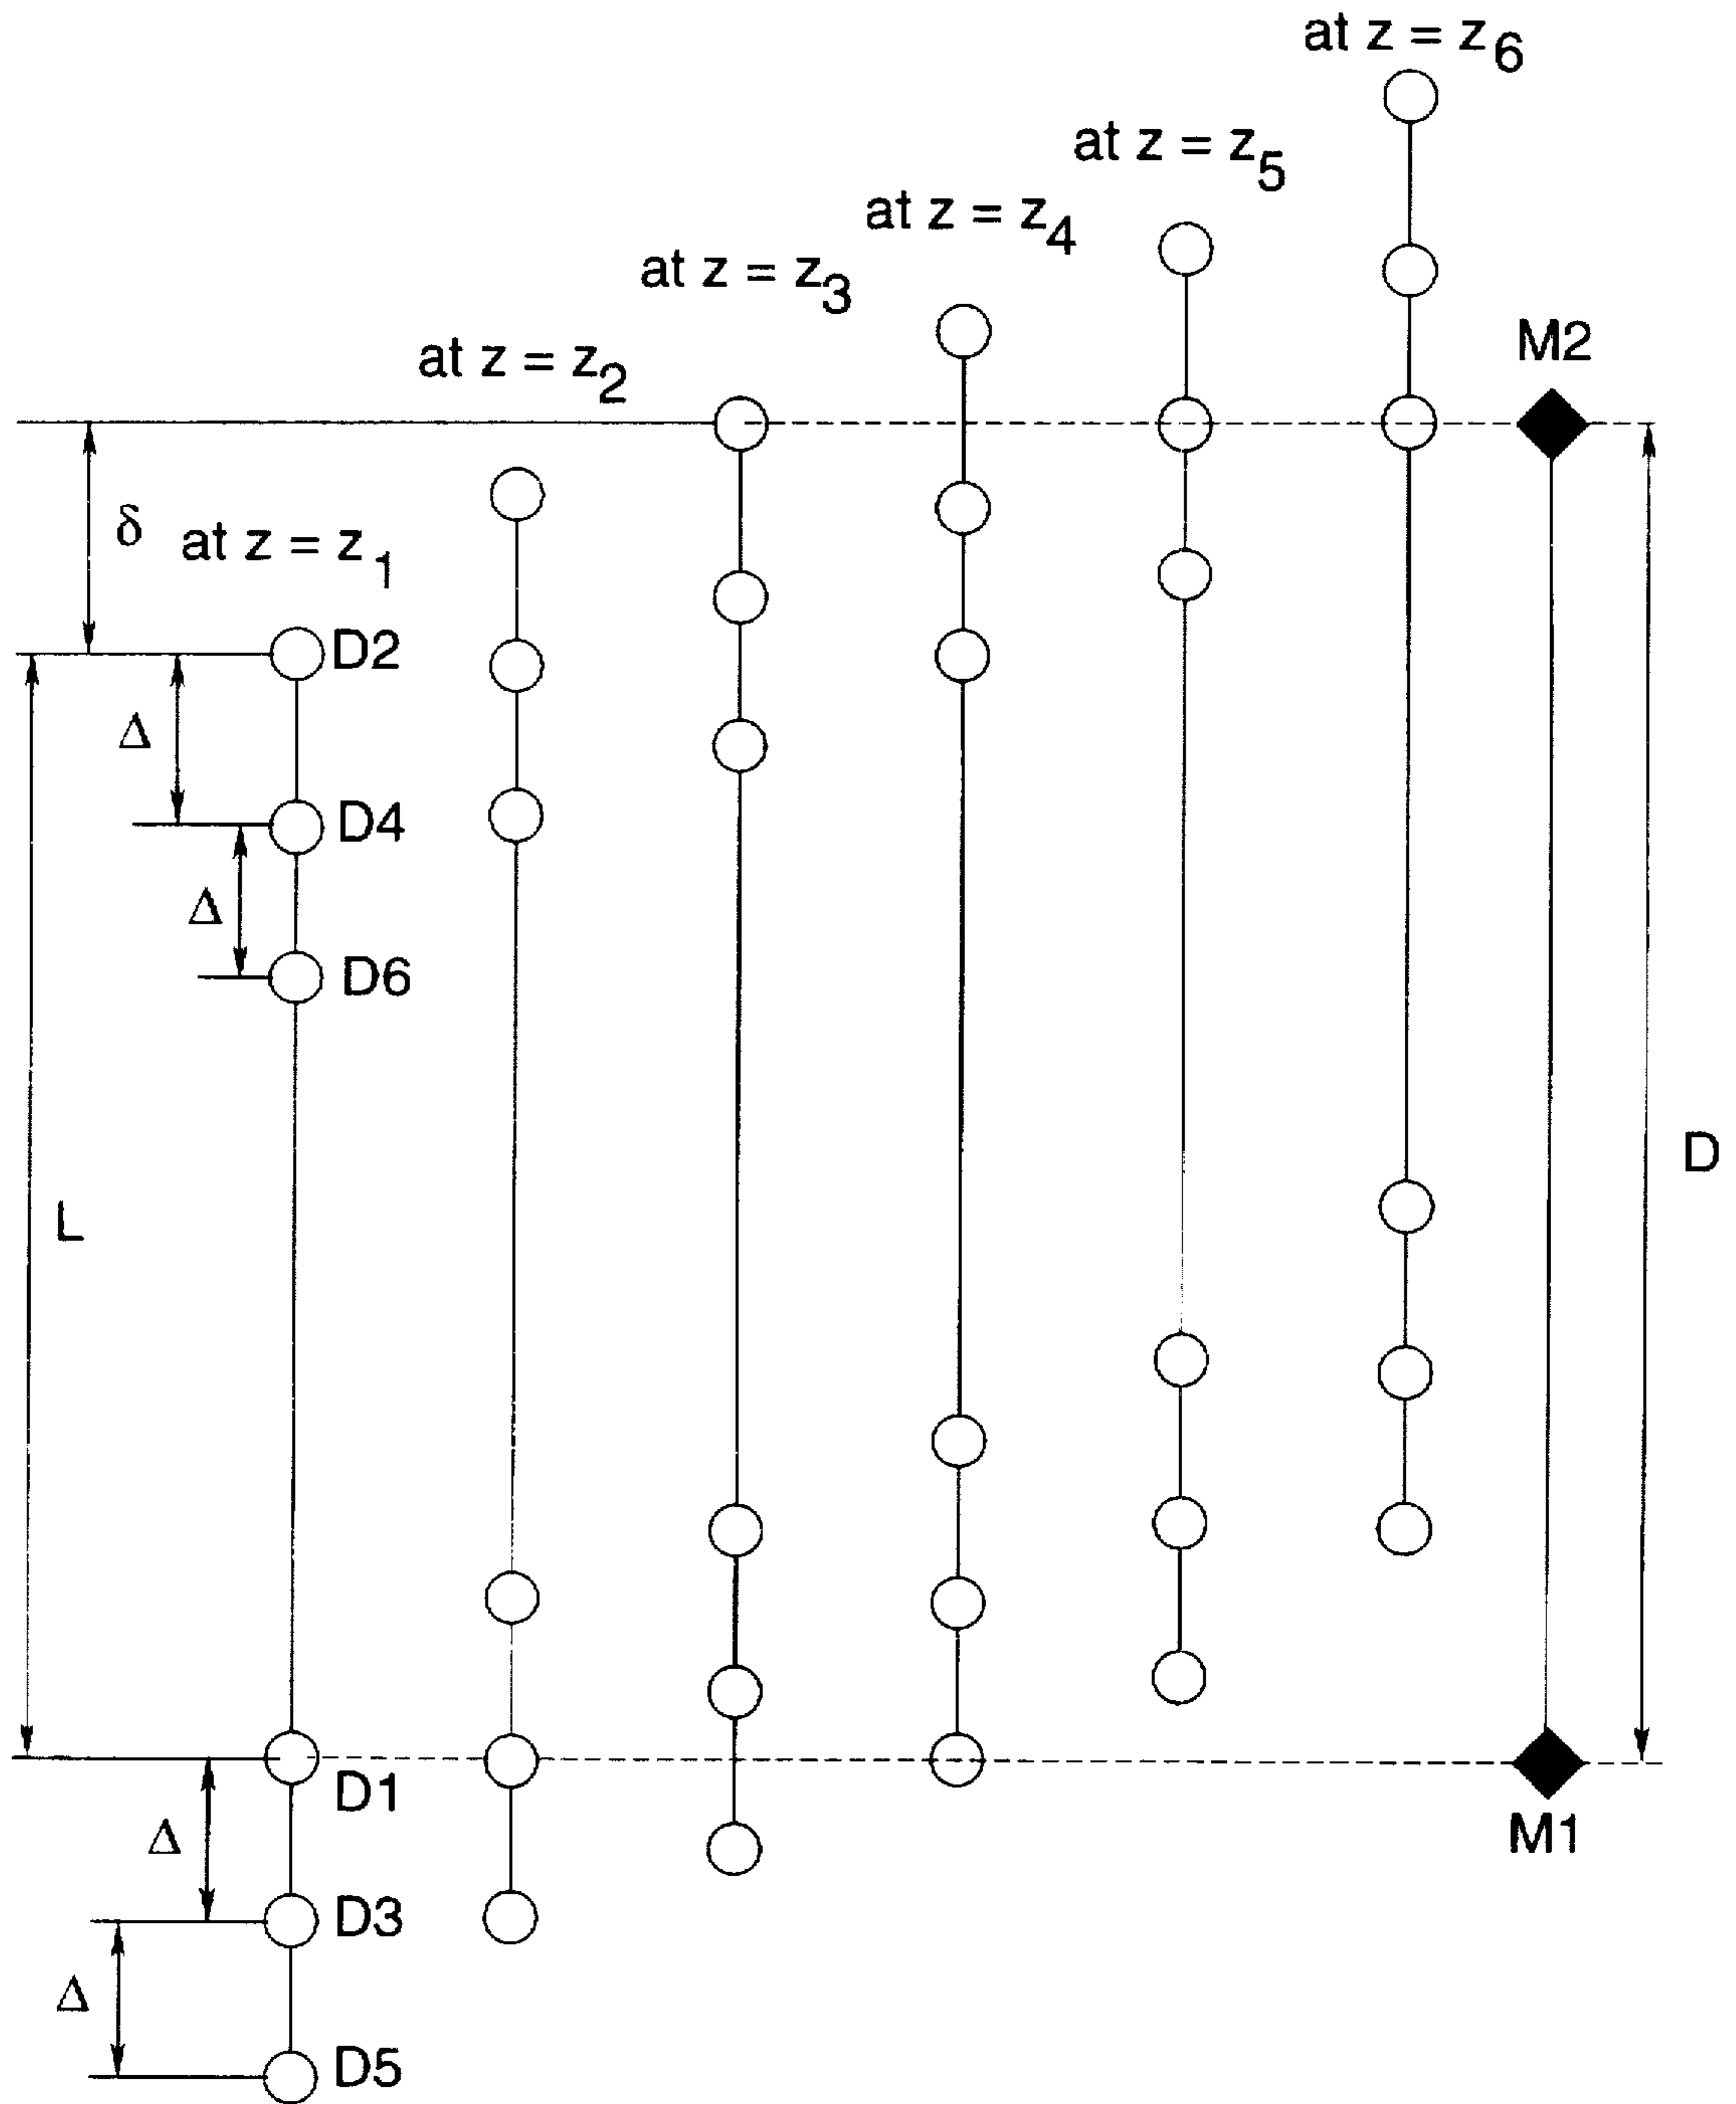 at z = z6
at z = z5
at z = z4
at z = z3
M2
at z = z2
δ
at z = z1
D2
Δ
D4
Δ
D6
D
L
D1
Δ
M1
D3
Δ
D5